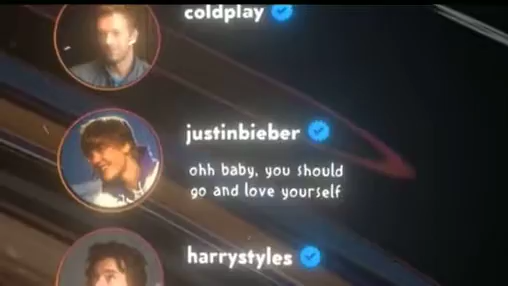 coldplay
justinbieber
ohh baby, you should
go and love yourself
harrystyles